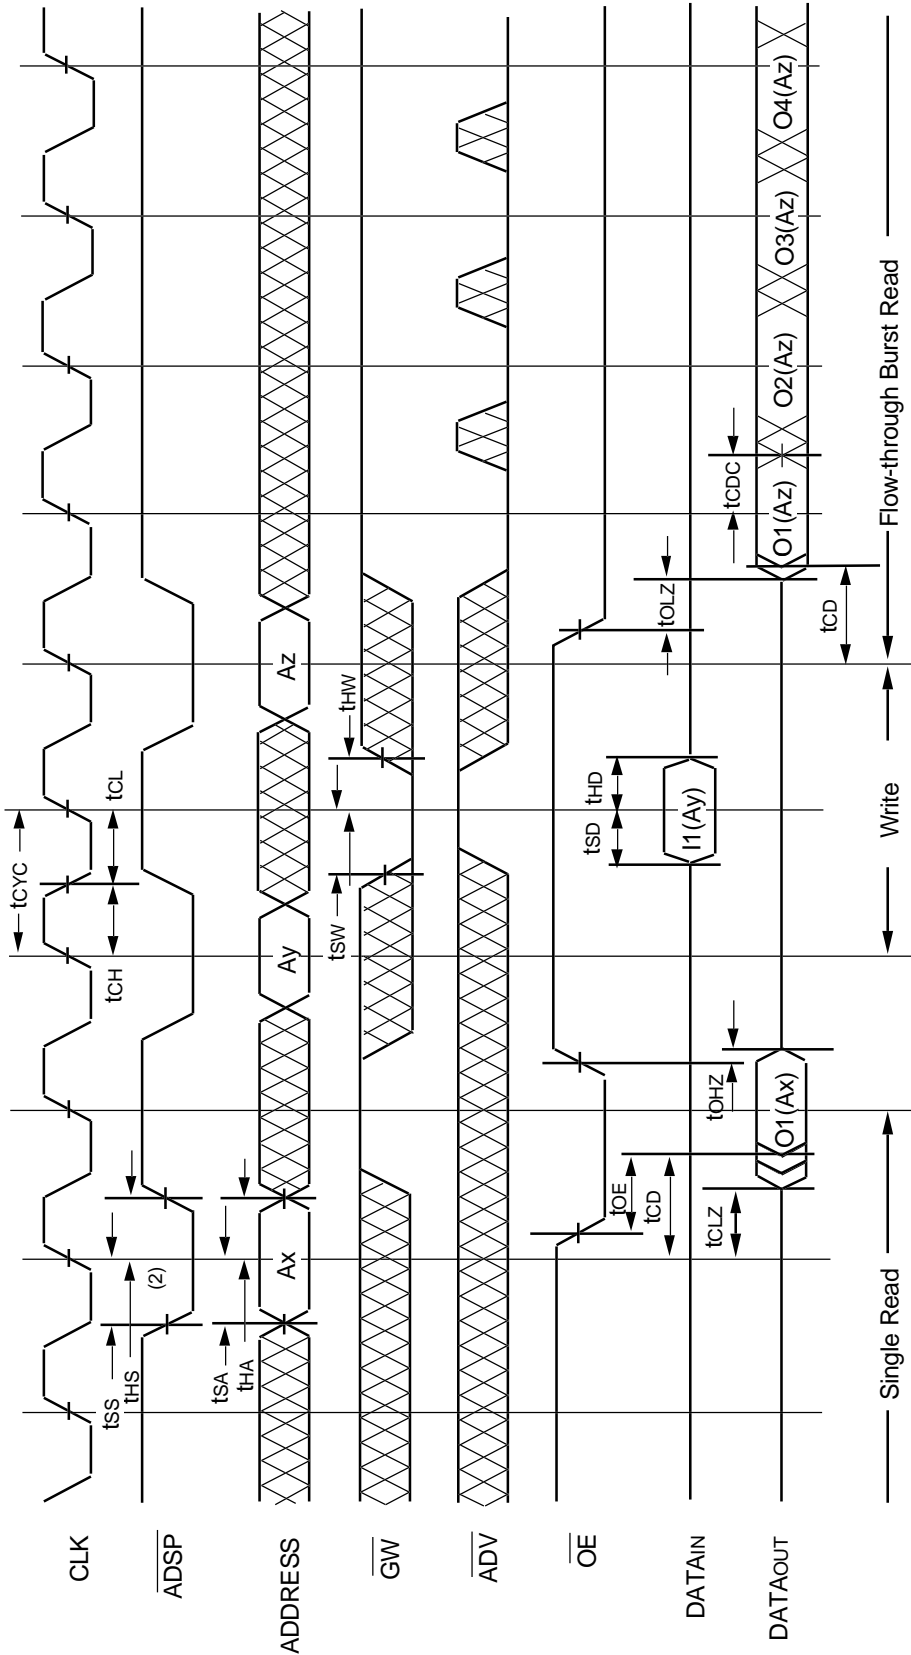 CLK
tCYC
tCH
tCL
ADSP
tSS
tHS
(2)
ADDRESS
tSA
tHA
Ax
Ay
Az
GW
tSW
tHW
ADV
OE
tOE
tOHZ
tOLZ
DATAIN
tCD
tSD
tHD
I1(Ay)
tCLZ
tCDC
DATAOUT
O1(Ax)
O1(Az)
O2(Az)
O3(Az)
O4(Az)
tCD
Single Read
Write
Flow-through Burst Read